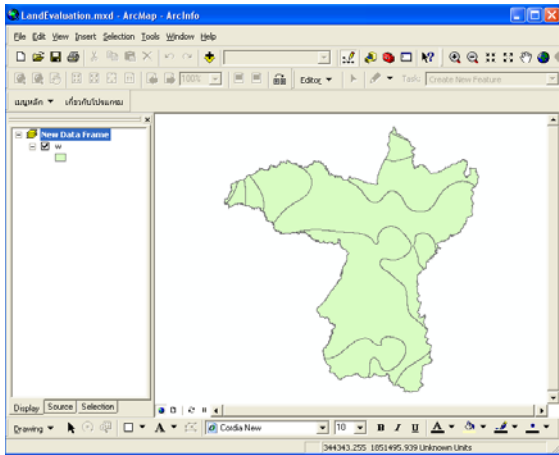 LandEvaluation.mxd - ArcMap - ArcInfo
File Edit View Insert Selection Tools Window Help
100% Editor Task: Create New Feature
เมนูหลัก เกี่ยวกับโปรแกรม
New Data Frame
w
Display Source Selection
Drawing A Cordia New 10 B I U A
344343.255 1851495.939 Unknown Units